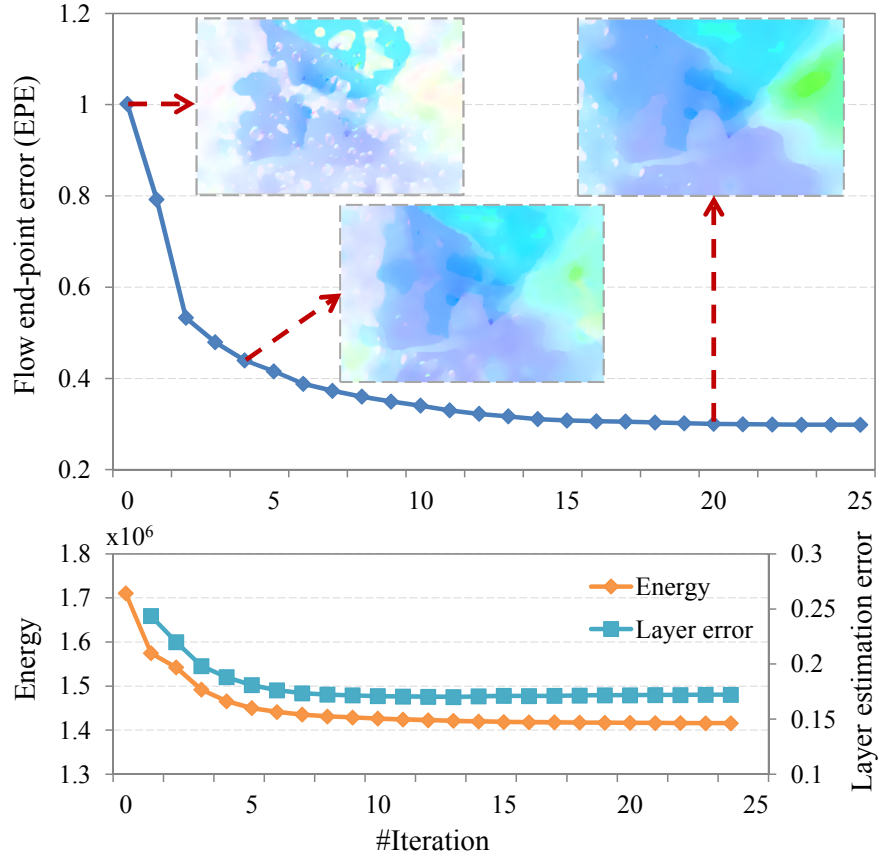 Flow end-point error (EPE)
1.2
1
0.8
0.6
0.4
0.2
0 5 10 15 20 25
x10⁶
Energy
1.8
1.7
1.6
1.5
1.4
1.3
Energy
Layer error
0.3
0.25
0.2
0.15
0.1
Layer estimation error
0 5 10 15 20 25
#Iteration